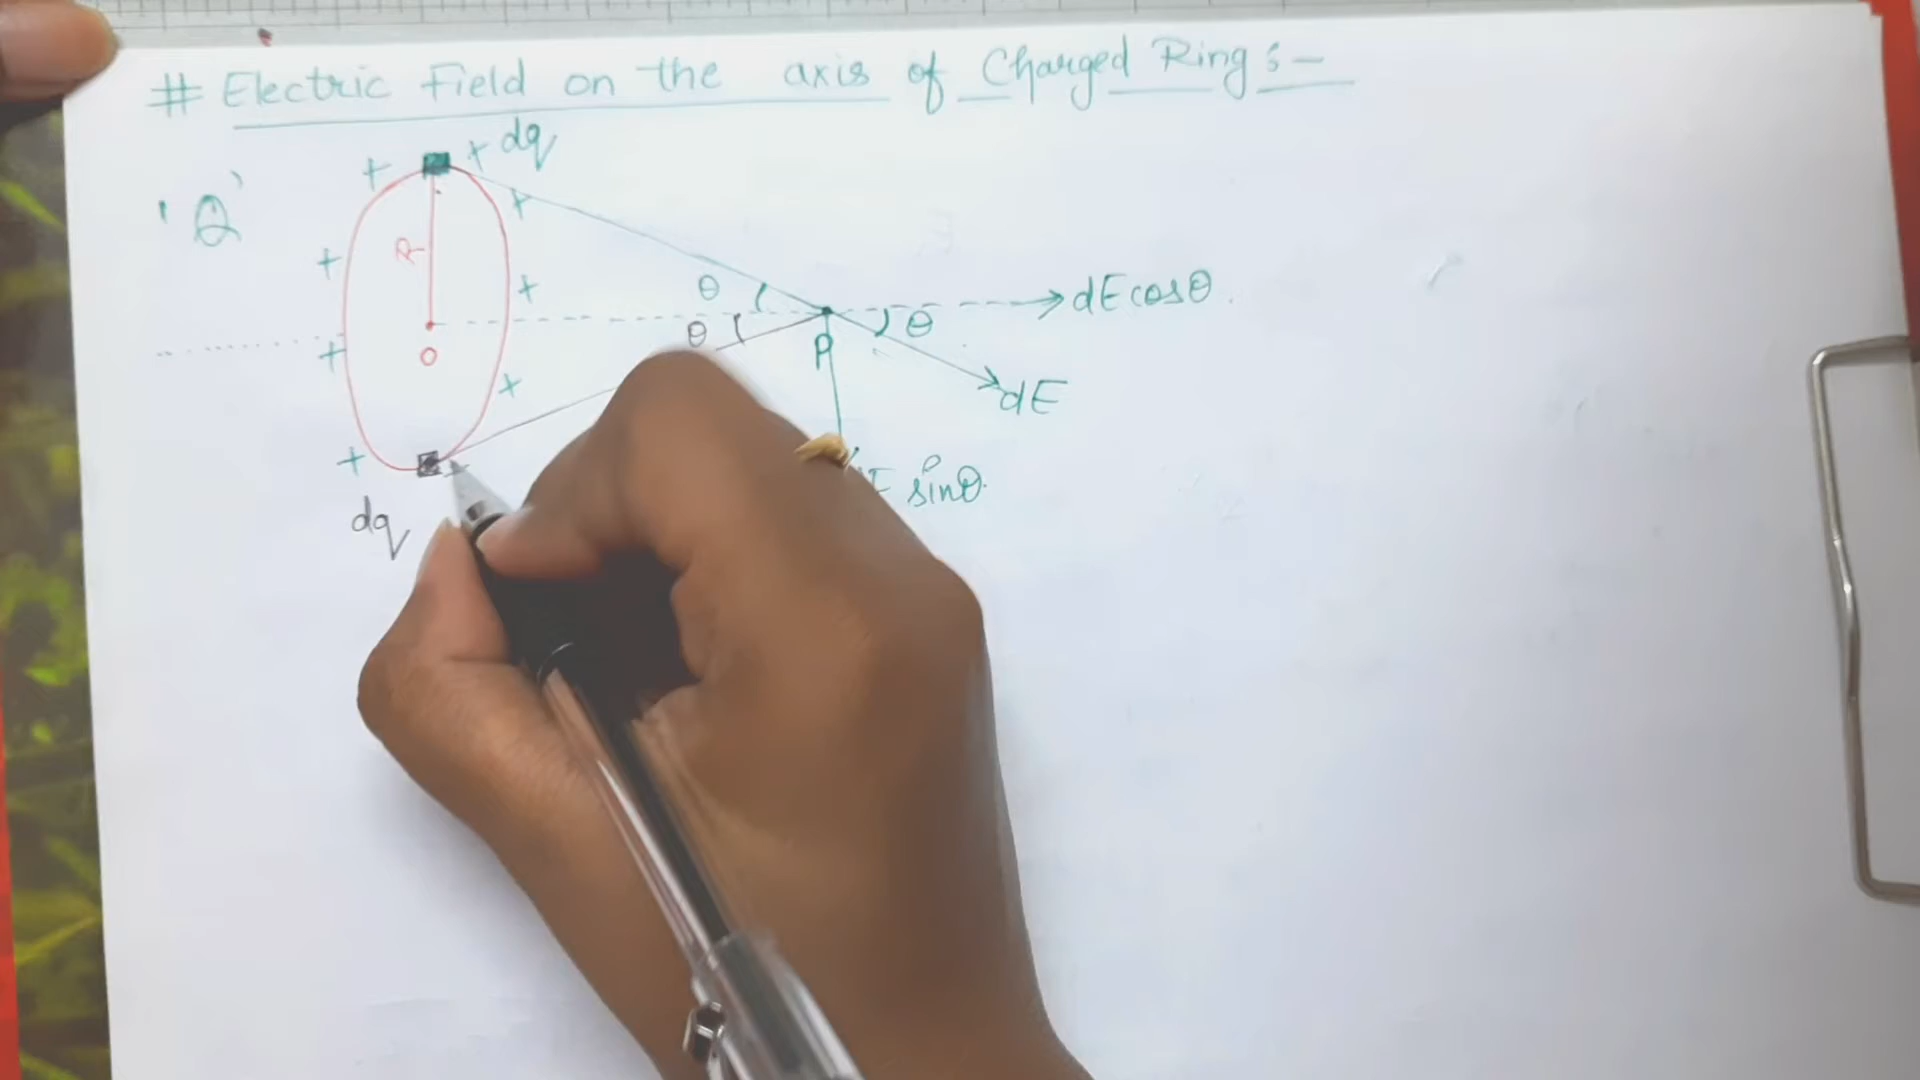 # Electric Field on the axis of Charged Ring :-
+ + dq
'Q'
+
R
+ +
θ
dE cosθ
θ θ
+ P
O
+ dE
+
sinθ
dq